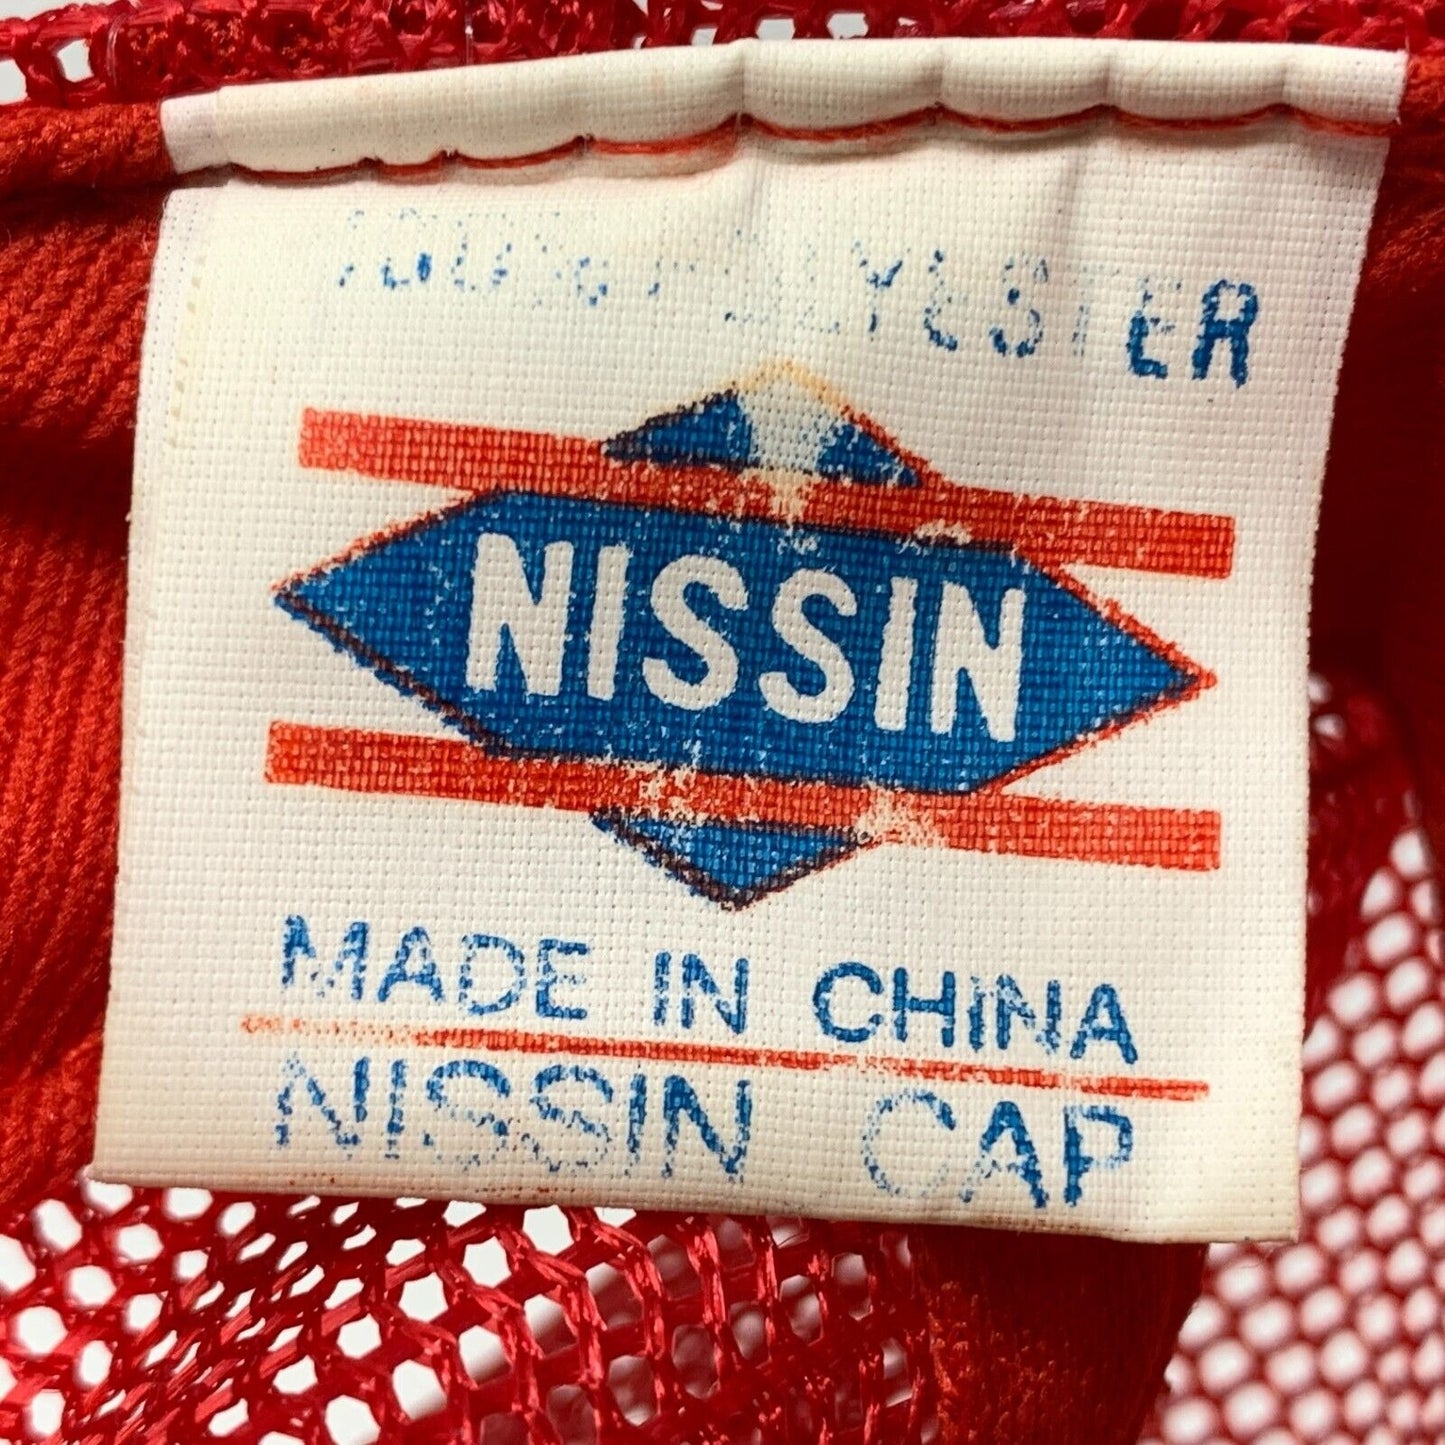 100% POLYESTER
NISSIN
MADE IN CHINA
NISSIN CAP